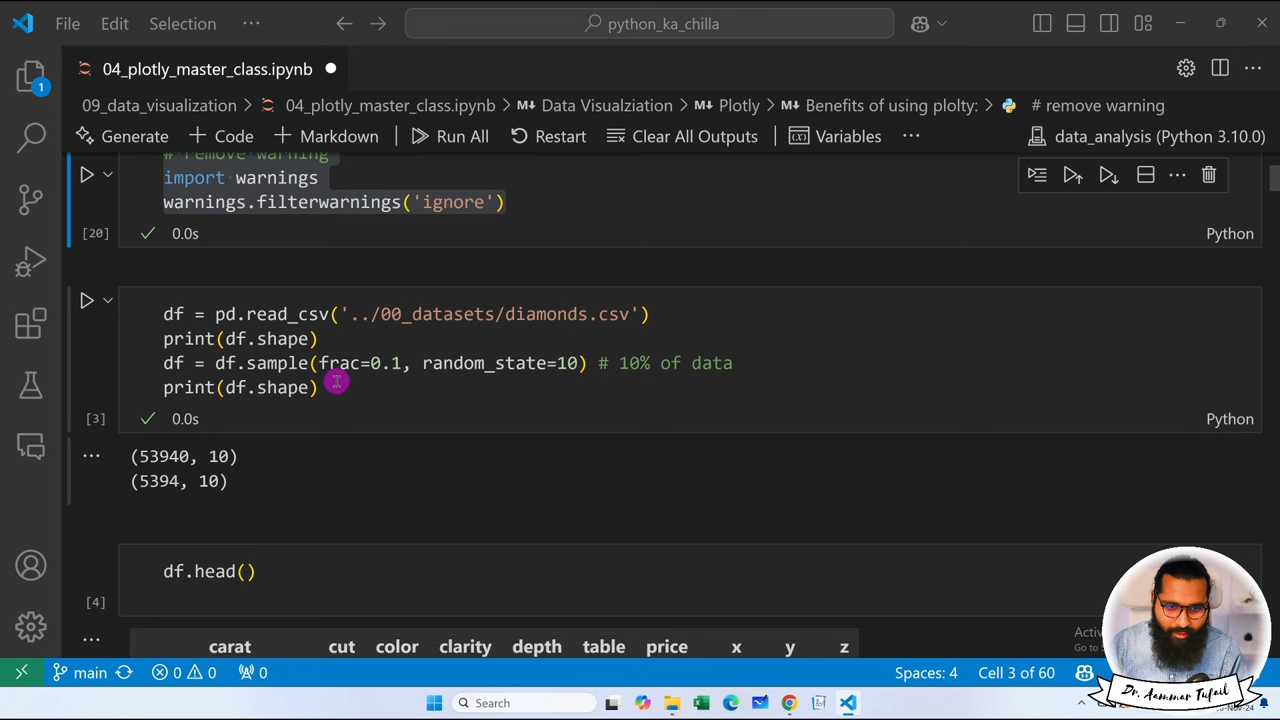 File Edit Selection ··· python_ka_chilla
04_plotly_master_class.ipynb
1
09_data_visualization > 04_plotly_master_class.ipynb > M↓ Data Visualziation > M↓ Plotly > M↓ Benefits of using plolty: > # remove warning
Generate + Code + Markdown Run All Restart Clear All Outputs Variables ··· data_analysis (Python 3.10.0)
# remove warning
import warnings
warnings.filterwarnings('ignore')
[20] 0.0s Python
df = pd.read_csv('../00_datasets/diamonds.csv')
print(df.shape)
df = df.sample(frac=0.1, random_state=10) # 10% of data
print(df.shape)
[3] 0.0s Python
(53940, 10)
(5394, 10)
df.head()
[4]
carat cut color clarity depth table price x y z
main 0 0 0 Spaces: 4 Cell 3 of 60
Search
Dr. Aammar Tufail